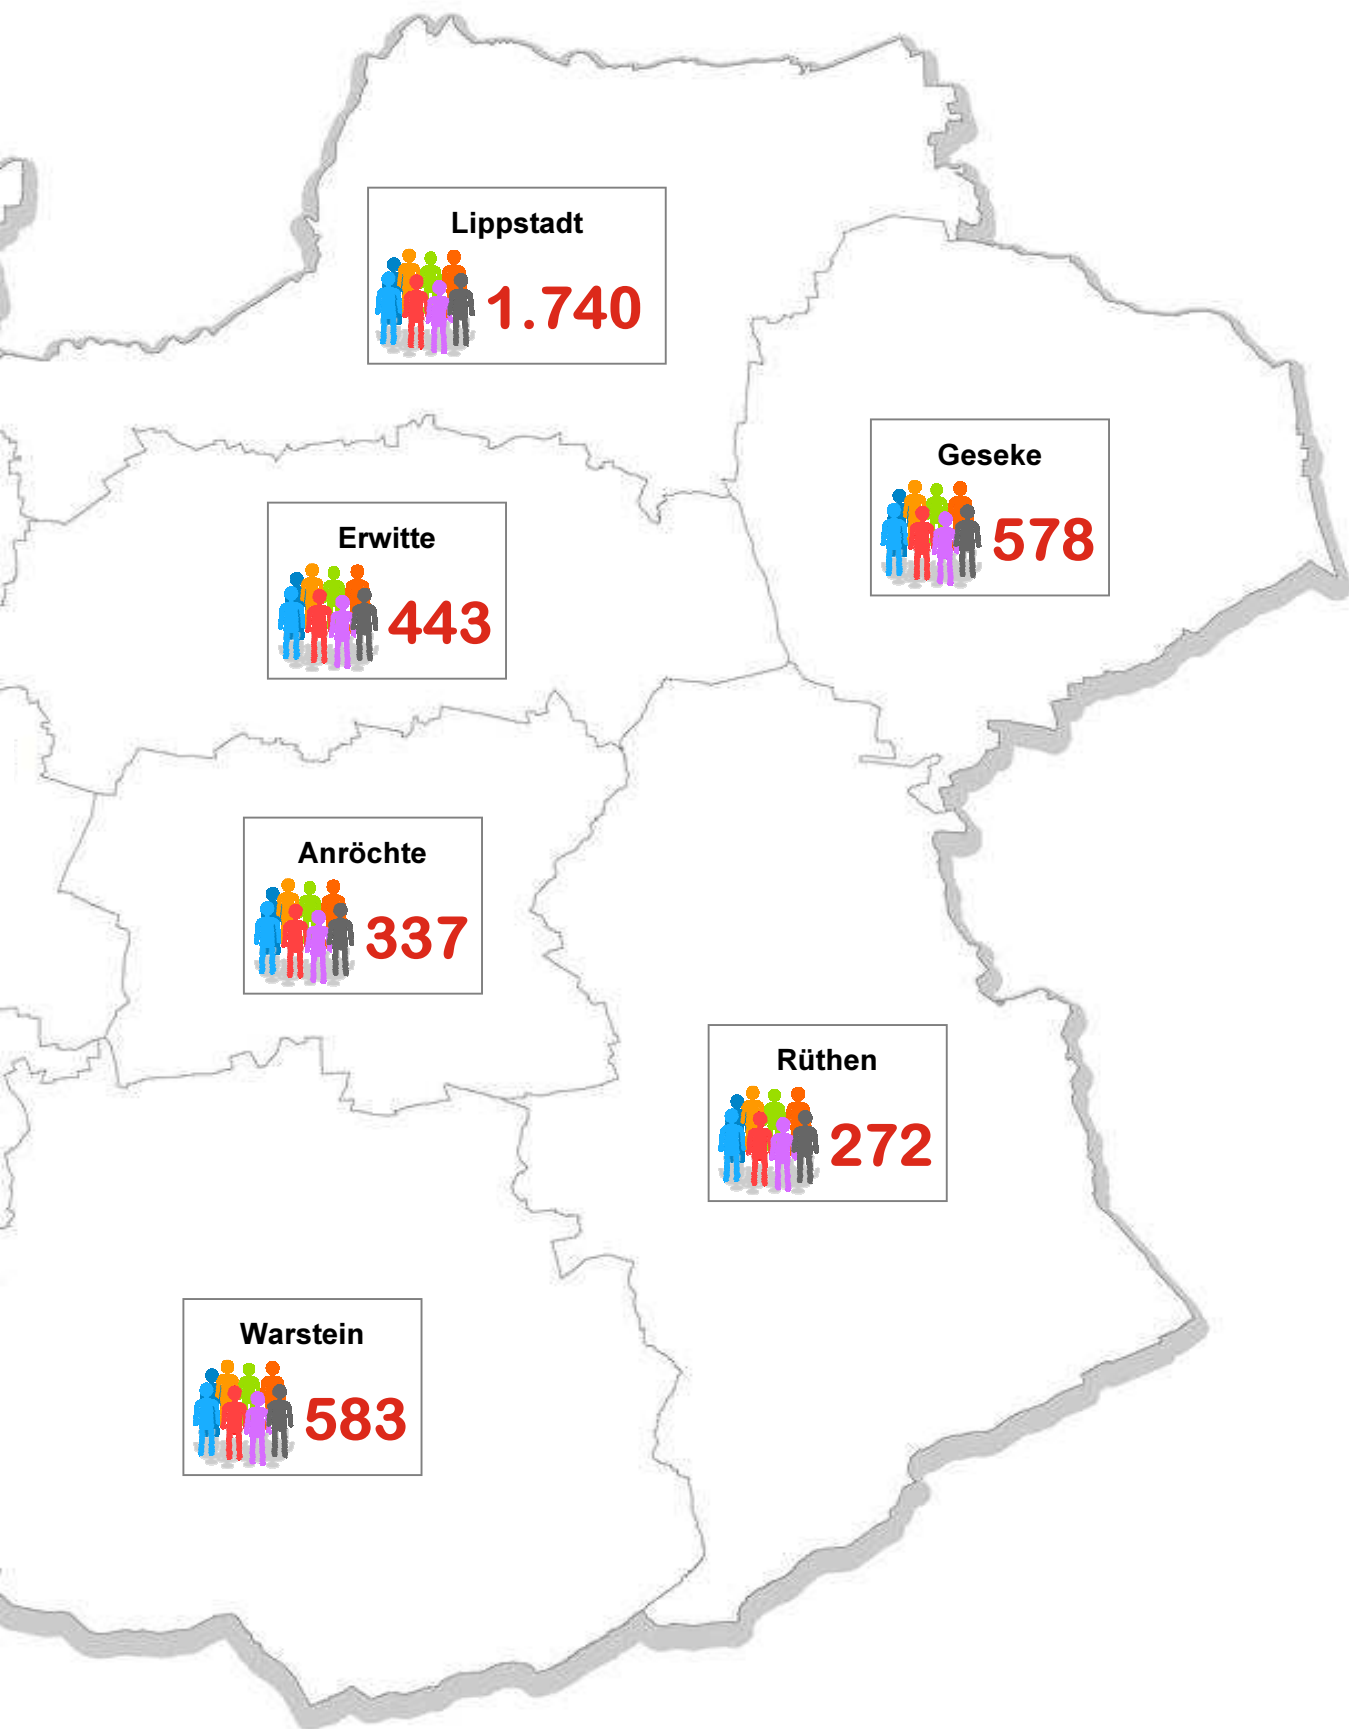 Lippstadt
1.740
Geseke
578
Erwitte
443
Anröchte
337
Rüthen
272
Warstein
583